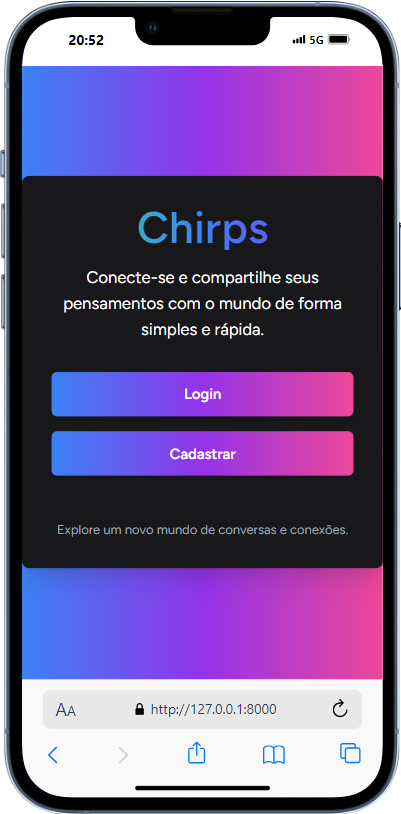 20:52
5G
Chirps
Conecte-se e compartilhe seus
pensamentos com o mundo de forma
simples e rápida.
Login
Cadastrar
Explore um novo mundo de conversas e conexões.
AA
http://127.0.0.1:8000